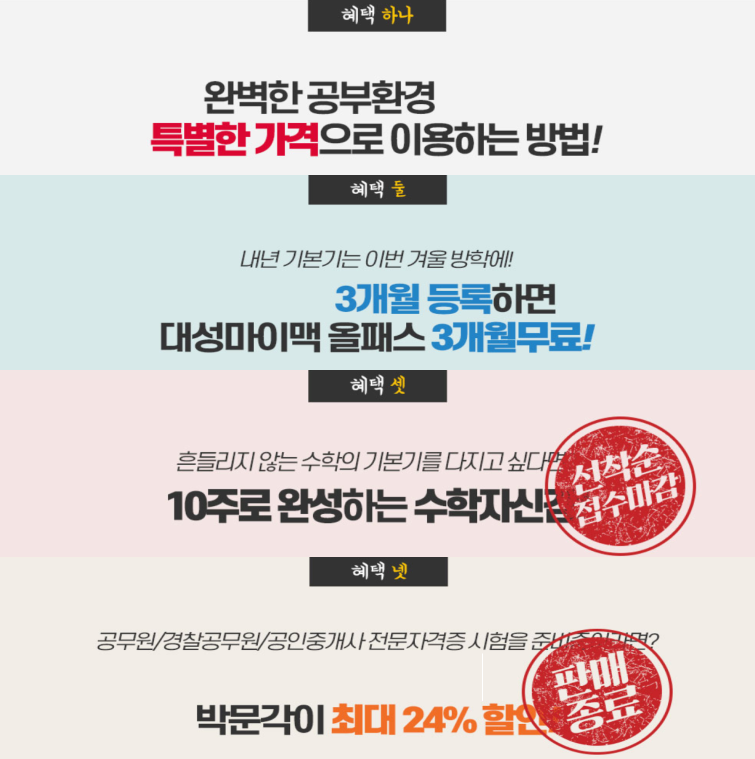 혜택 하나
완벽한 공부환경
특별한 가격으로 이용하는 방법!
혜택 둘
내년 기본기는 이번 겨울 방학에!
3개월 등록하면
대성마이맥 올패스 3개월무료!
혜택 셋
흔들리지 않는 수학의 기본기를 다지고 싶다면
10주로 완성하는
선착순
접수마감
혜택 넷
공무원/경찰공무원/공인중개사 전문자격증 시험을
박문각이 최대 24% 할인
판매
종료